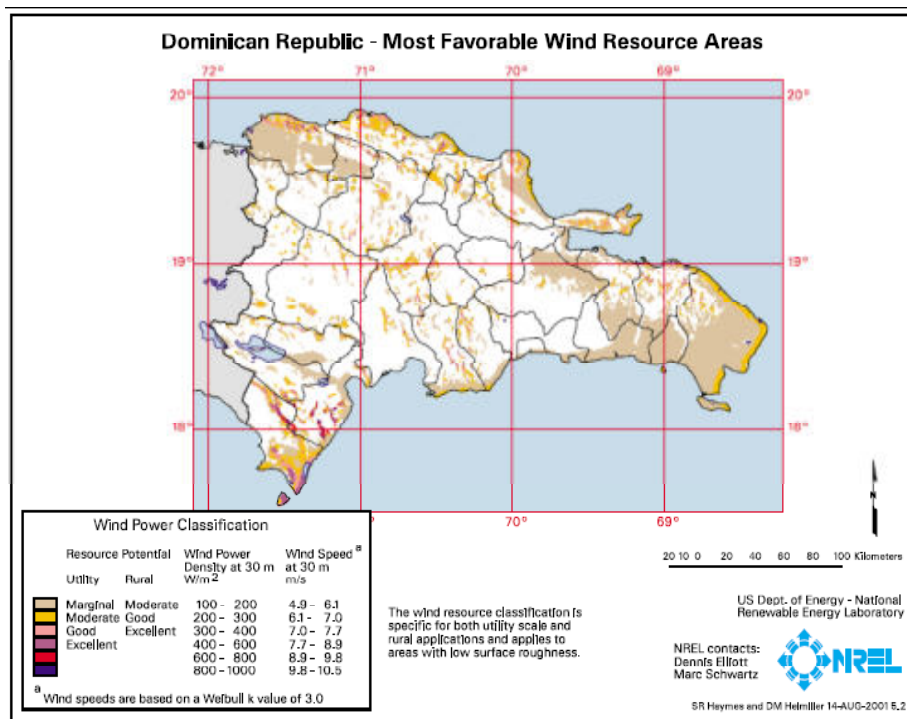 Dominican Republic - Most Favorable Wind Resource Areas
72° 71° 70° 69°
20° 20°
19° 19°
18° 18°
70° 69°
Wind Power Classification
Resource Potential Wind Power Wind Speed a
Density at 30 m at 30 m
Utility Rural W/m2 m/s
Marginal Moderate 100 - 200 4.9 - 6.1
Moderate Good 200 - 300 6.1 - 7.0
Good Excellent 300 - 400 7.0 - 7.7
Excellent 400 - 600 7.7 - 8.9
600 - 800 8.9 - 9.8
800 - 1000 9.8 - 10.5
a Wind speeds are based on a Weibull k value of 3.0
The wind resource classification is
specific for both utility scale and
rural applications and applies to
areas with low surface roughness.
N
20 10 0 20 40 60 80 100 Kilometers
US Dept. of Energy - National
Renewable Energy Laboratory
NREL contacts:
Dennis Elliott
Marc Schwartz
NREL
SR Haymes and DM Heimiller 14-AUG-2001 5.2